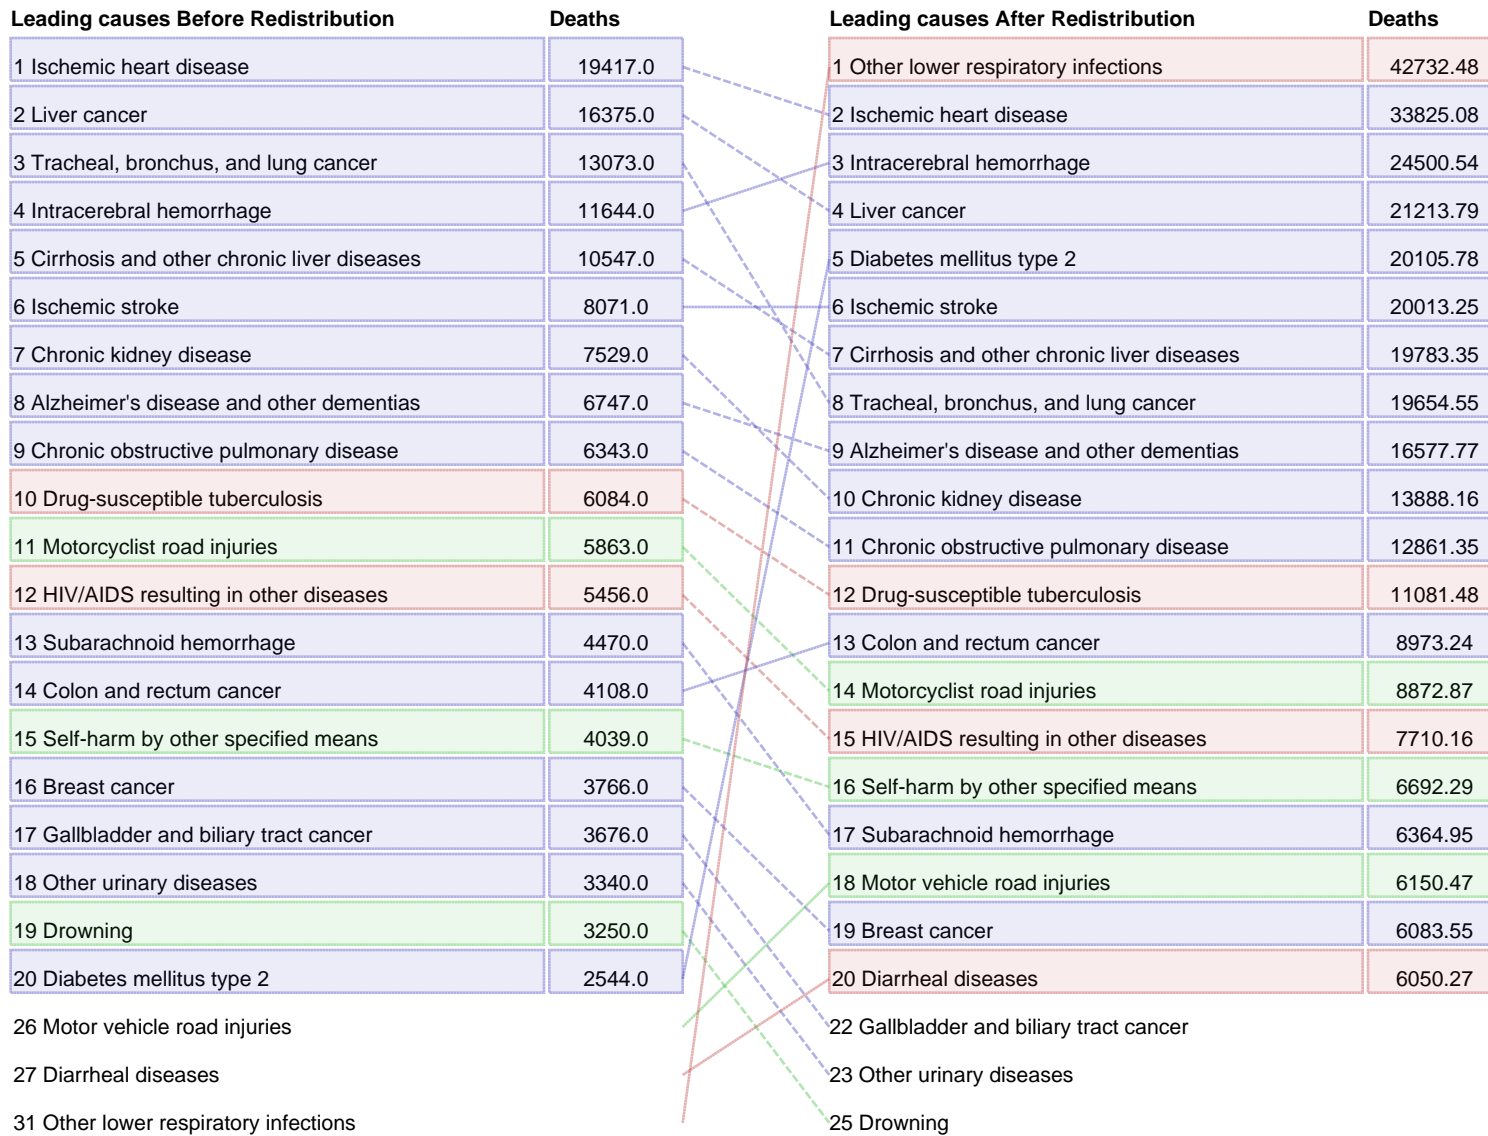 Leading causes Before Redistribution Deaths Leading causes After Redistribution Deaths
1 Ischemic heart disease 19417.0 1 Other lower respiratory infections 42732.48
2 Liver cancer 16375.0 2 Ischemic heart disease 33825.08
3 Tracheal, bronchus, and lung cancer 13073.0 3 Intracerebral hemorrhage 24500.54
4 Intracerebral hemorrhage 11644.0 4 Liver cancer 21213.79
5 Cirrhosis and other chronic liver diseases 10547.0 5 Diabetes mellitus type 2 20105.78
6 Ischemic stroke 8071.0 6 Ischemic stroke 20013.25
7 Chronic kidney disease 7529.0 7 Cirrhosis and other chronic liver diseases 19783.35
8 Alzheimer's disease and other dementias 6747.0 8 Tracheal, bronchus, and lung cancer 19654.55
9 Chronic obstructive pulmonary disease 6343.0 9 Alzheimer's disease and other dementias 16577.77
10 Drug-susceptible tuberculosis 6084.0 10 Chronic kidney disease 13888.16
11 Motorcyclist road injuries 5863.0 11 Chronic obstructive pulmonary disease 12861.35
12 HIV/AIDS resulting in other diseases 5456.0 12 Drug-susceptible tuberculosis 11081.48
13 Subarachnoid hemorrhage 4470.0 13 Colon and rectum cancer 8973.24
14 Colon and rectum cancer 4108.0 14 Motorcyclist road injuries 8872.87
15 Self-harm by other specified means 4039.0 15 HIV/AIDS resulting in other diseases 7710.16
16 Breast cancer 3766.0 16 Self-harm by other specified means 6692.29
17 Gallbladder and biliary tract cancer 3676.0 17 Subarachnoid hemorrhage 6364.95
18 Other urinary diseases 3340.0 18 Motor vehicle road injuries 6150.47
19 Drowning 3250.0 19 Breast cancer 6083.55
20 Diabetes mellitus type 2 2544.0 20 Diarrheal diseases 6050.27
26 Motor vehicle road injuries 22 Gallbladder and biliary tract cancer
27 Diarrheal diseases 23 Other urinary diseases
31 Other lower respiratory infections 25 Drowning